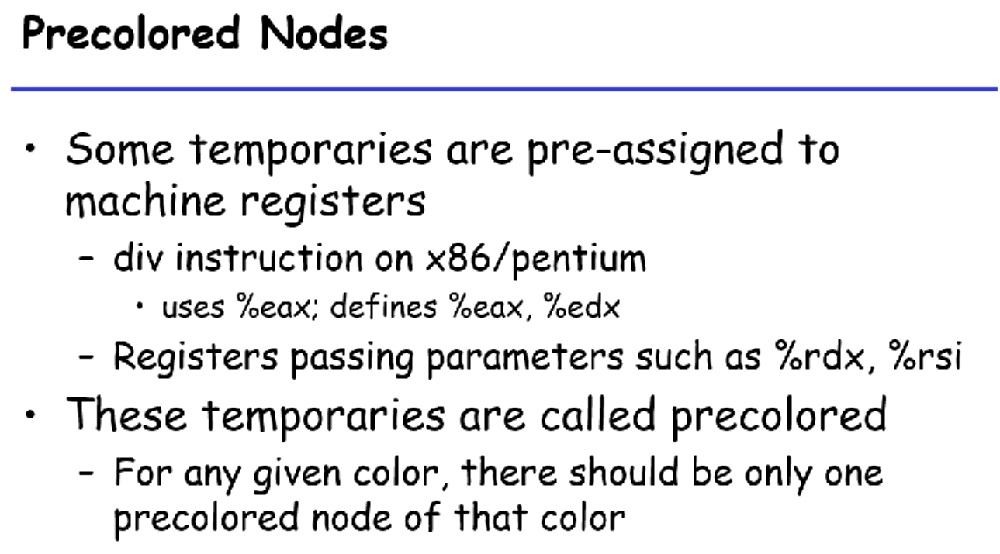 Precolored Nodes
• Some temporaries are pre-assigned to
machine registers
– div instruction on x86/pentium
• uses %eax; defines %eax, %edx
– Registers passing parameters such as %rdx, %rsi
• These temporaries are called precolored
– For any given color, there should be only one
precolored node of that color